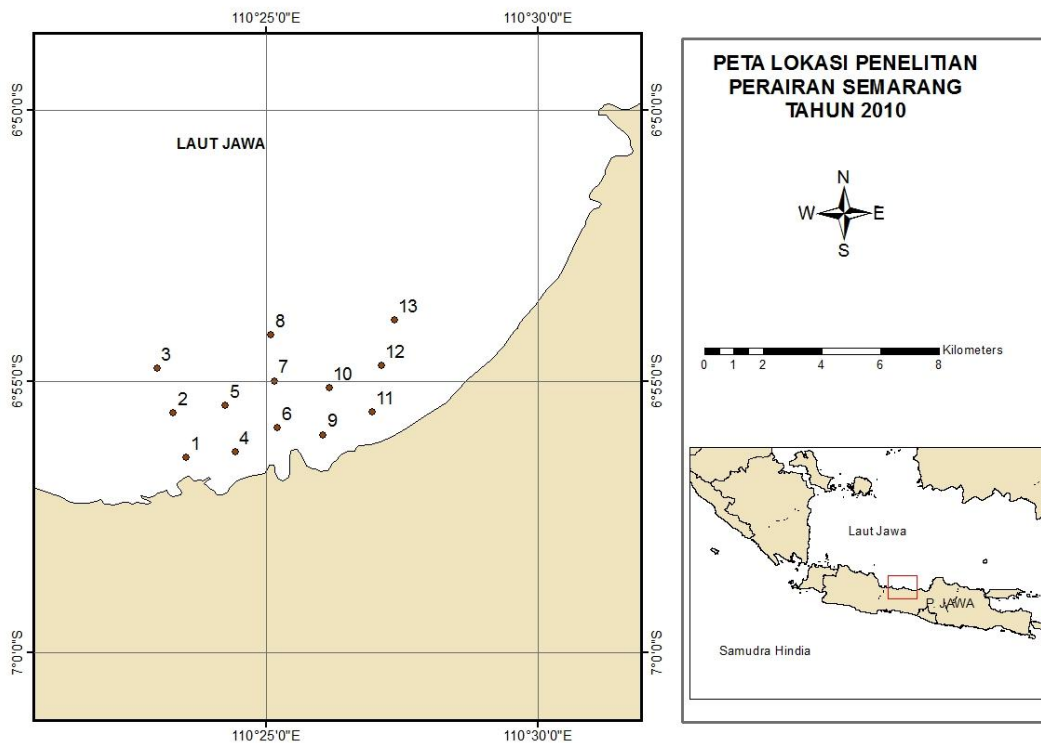 110°25'0"E
110°30'0"E
6°50'0"S
6°50'0"S
LAUT JAWA
13
8
3
12
7
10
6°55'0"S
6°55'0"S
2
5
11
6
9
1
4
7°0'0"S
7°0'0"S
110°25'0"E
110°30'0"E
PETA LOKASI PENELITIAN
PERAIRAN SEMARANG
TAHUN 2010
N
W
E
S
Kilometers
0 1 2 4 6 8
Laut Jawa
P. JAWA
Samudra Hindia